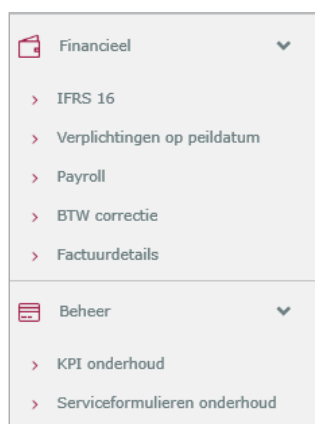 Financieel
IFRS 16
Verplichtingen op peildatum
Payroll
BTW correctie
Factuurdetails
Beheer
KPI onderhoud
Serviceformulieren onderhoud